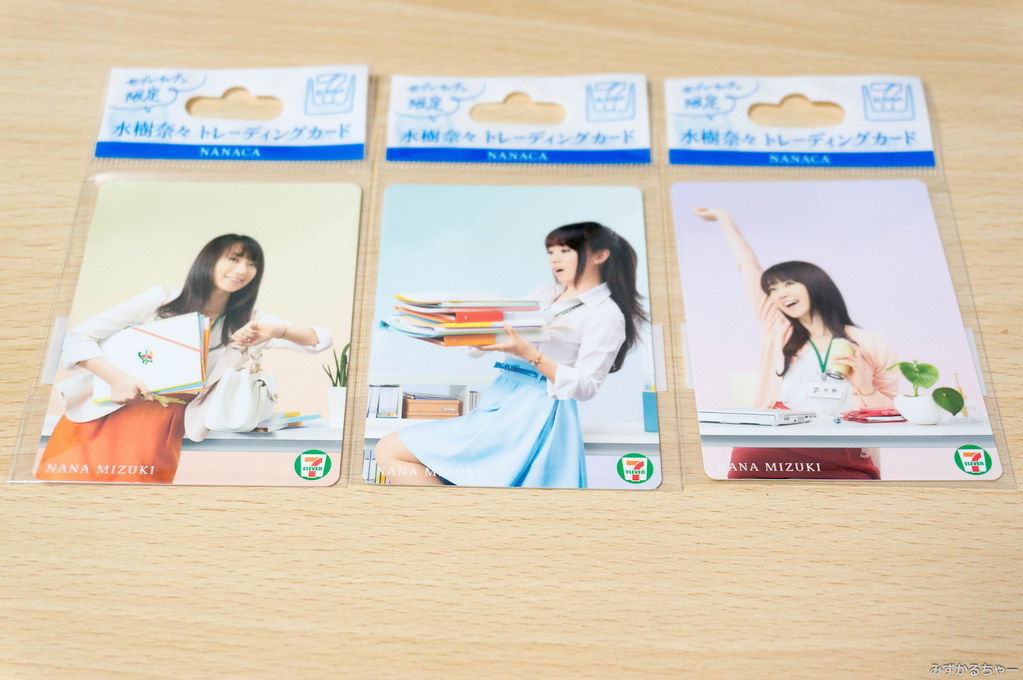 セブン-イレブン
限定
水樹奈々 トレーディングカード
NANACA
NANA MIZUKI
7
ELEVEN
セブン-イレブン
限定
水樹奈々 トレーディングカード
NANACA
NANA MIZUKI
7
ELEVEN
セブン-イレブン
限定
水樹奈々 トレーディングカード
NANACA
NANA MIZUKI
7
ELEVEN
みずかるちゃー